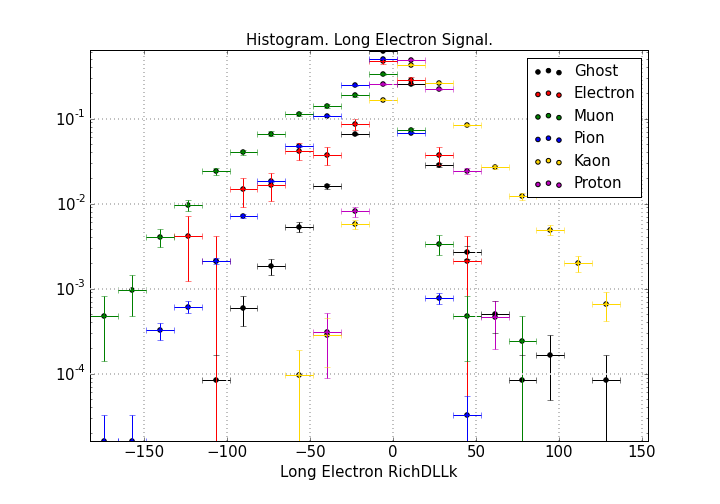 Histogram. Long Electron Signal.
Ghost
Electron
Muon
Pion
Kaon
Proton
10^-1
10^-2
10^-3
10^-4
−150 −100 −50 0 50 100 150
Long Electron RichDLLk